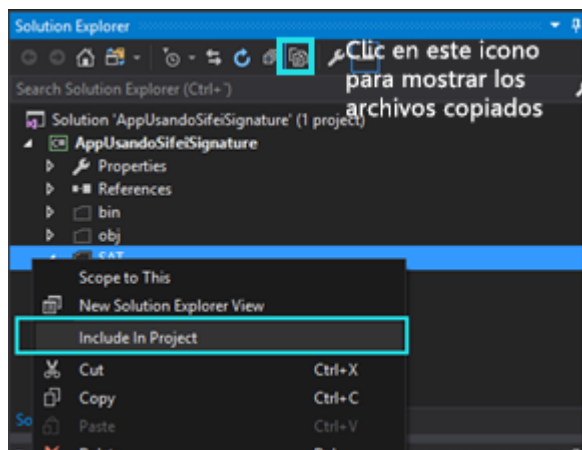 Solution Explorer
Clic en este icono
para mostrar los
archivos copiados
Search Solution Explorer (Ctrl+¨)
Solution 'AppUsandoSifeiSignature' (1 project)
AppUsandoSifeiSignature
Properties
References
bin
obj
SAT
Scope to This
New Solution Explorer View
Include In Project
Cut Ctrl+X
Copy Ctrl+C
So
Paste Ctrl+V